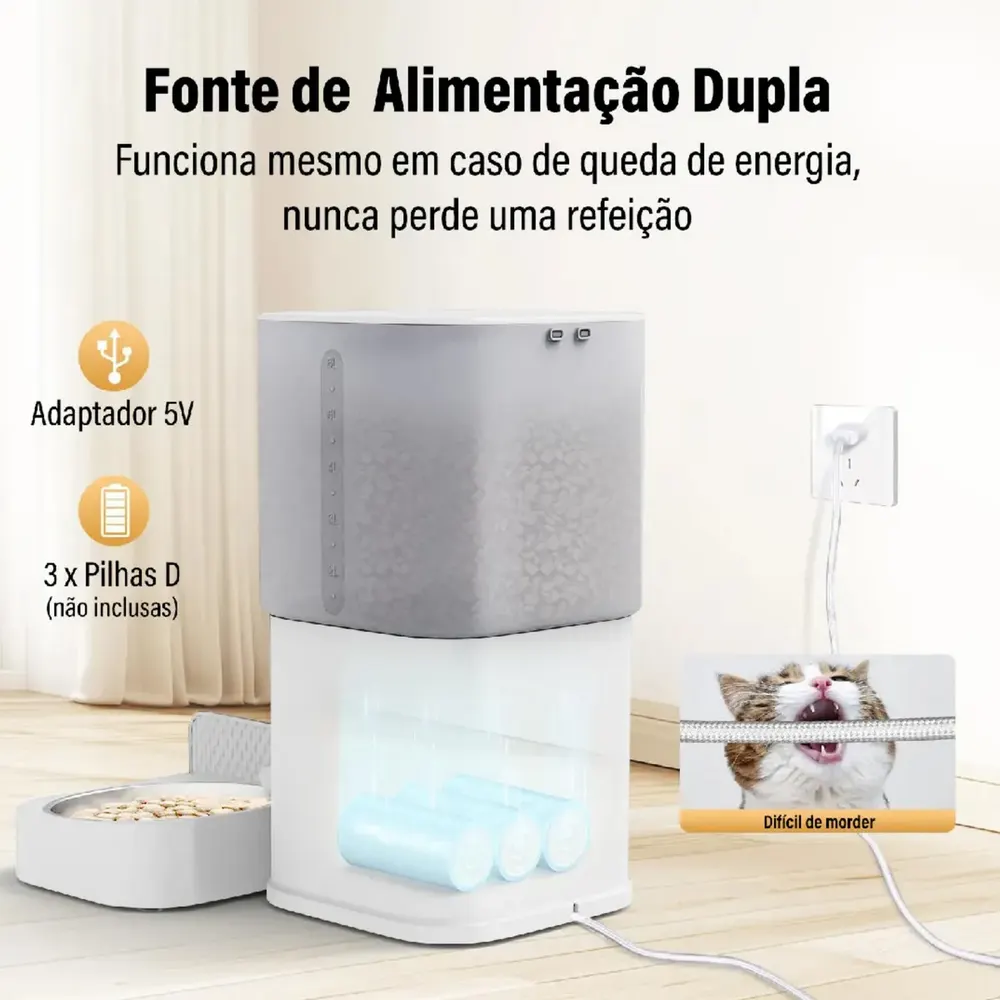 Fonte de Alimentação Dupla
Funciona mesmo em caso de queda de energia,
nunca perde uma refeição
Adaptador 5V
3 x Pilhas D
(não inclusas)
Difícil de morder